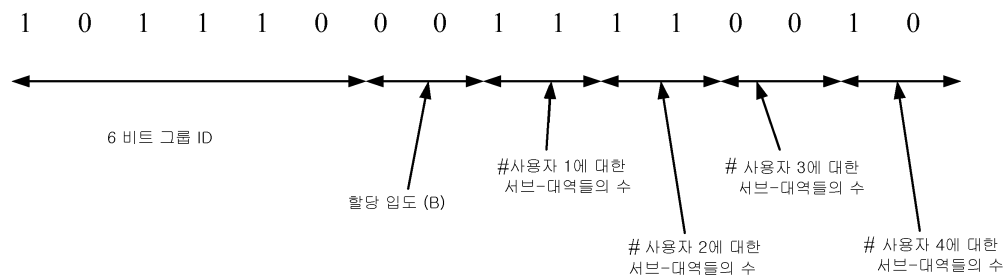 1 0 1 1 1 0 0 0 1 1 1 1 0 0 1 0
6 비트 그룹 ID
할당 입도 (B)
#사용자 1에 대한
서브-대역들의 수
# 사용자 2에 대한
서브-대역들의 수
# 사용자 3에 대한
서브-대역들의 수
# 사용자 4에 대한
서브-대역들의 수